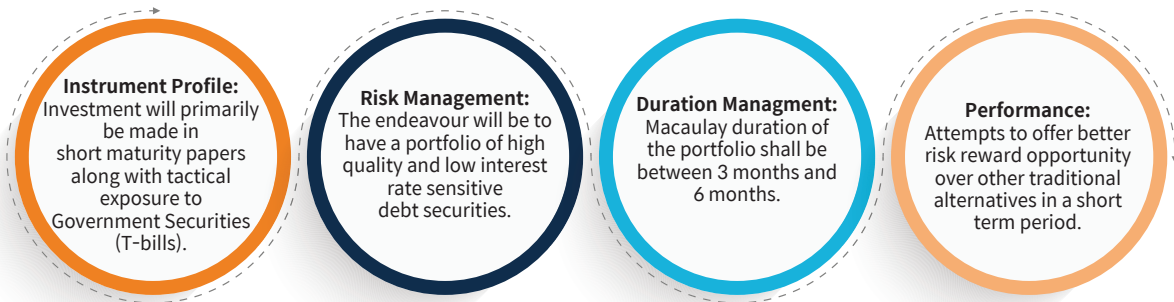 Instrument Profile:
Investment will primarily
be made in
short maturity papers
along with tactical
exposure to
Government Securities
(T-bills).
Risk Management:
The endeavour will be to
have a portfolio of high
quality and low interest
rate sensitive
debt securities.
Duration Managment:
Macaulay duration of
the portfolio shall be
between 3 months and
6 months.
Performance:
Attempts to offer better
risk reward opportunity
over other traditional
alternatives in a short
term period.